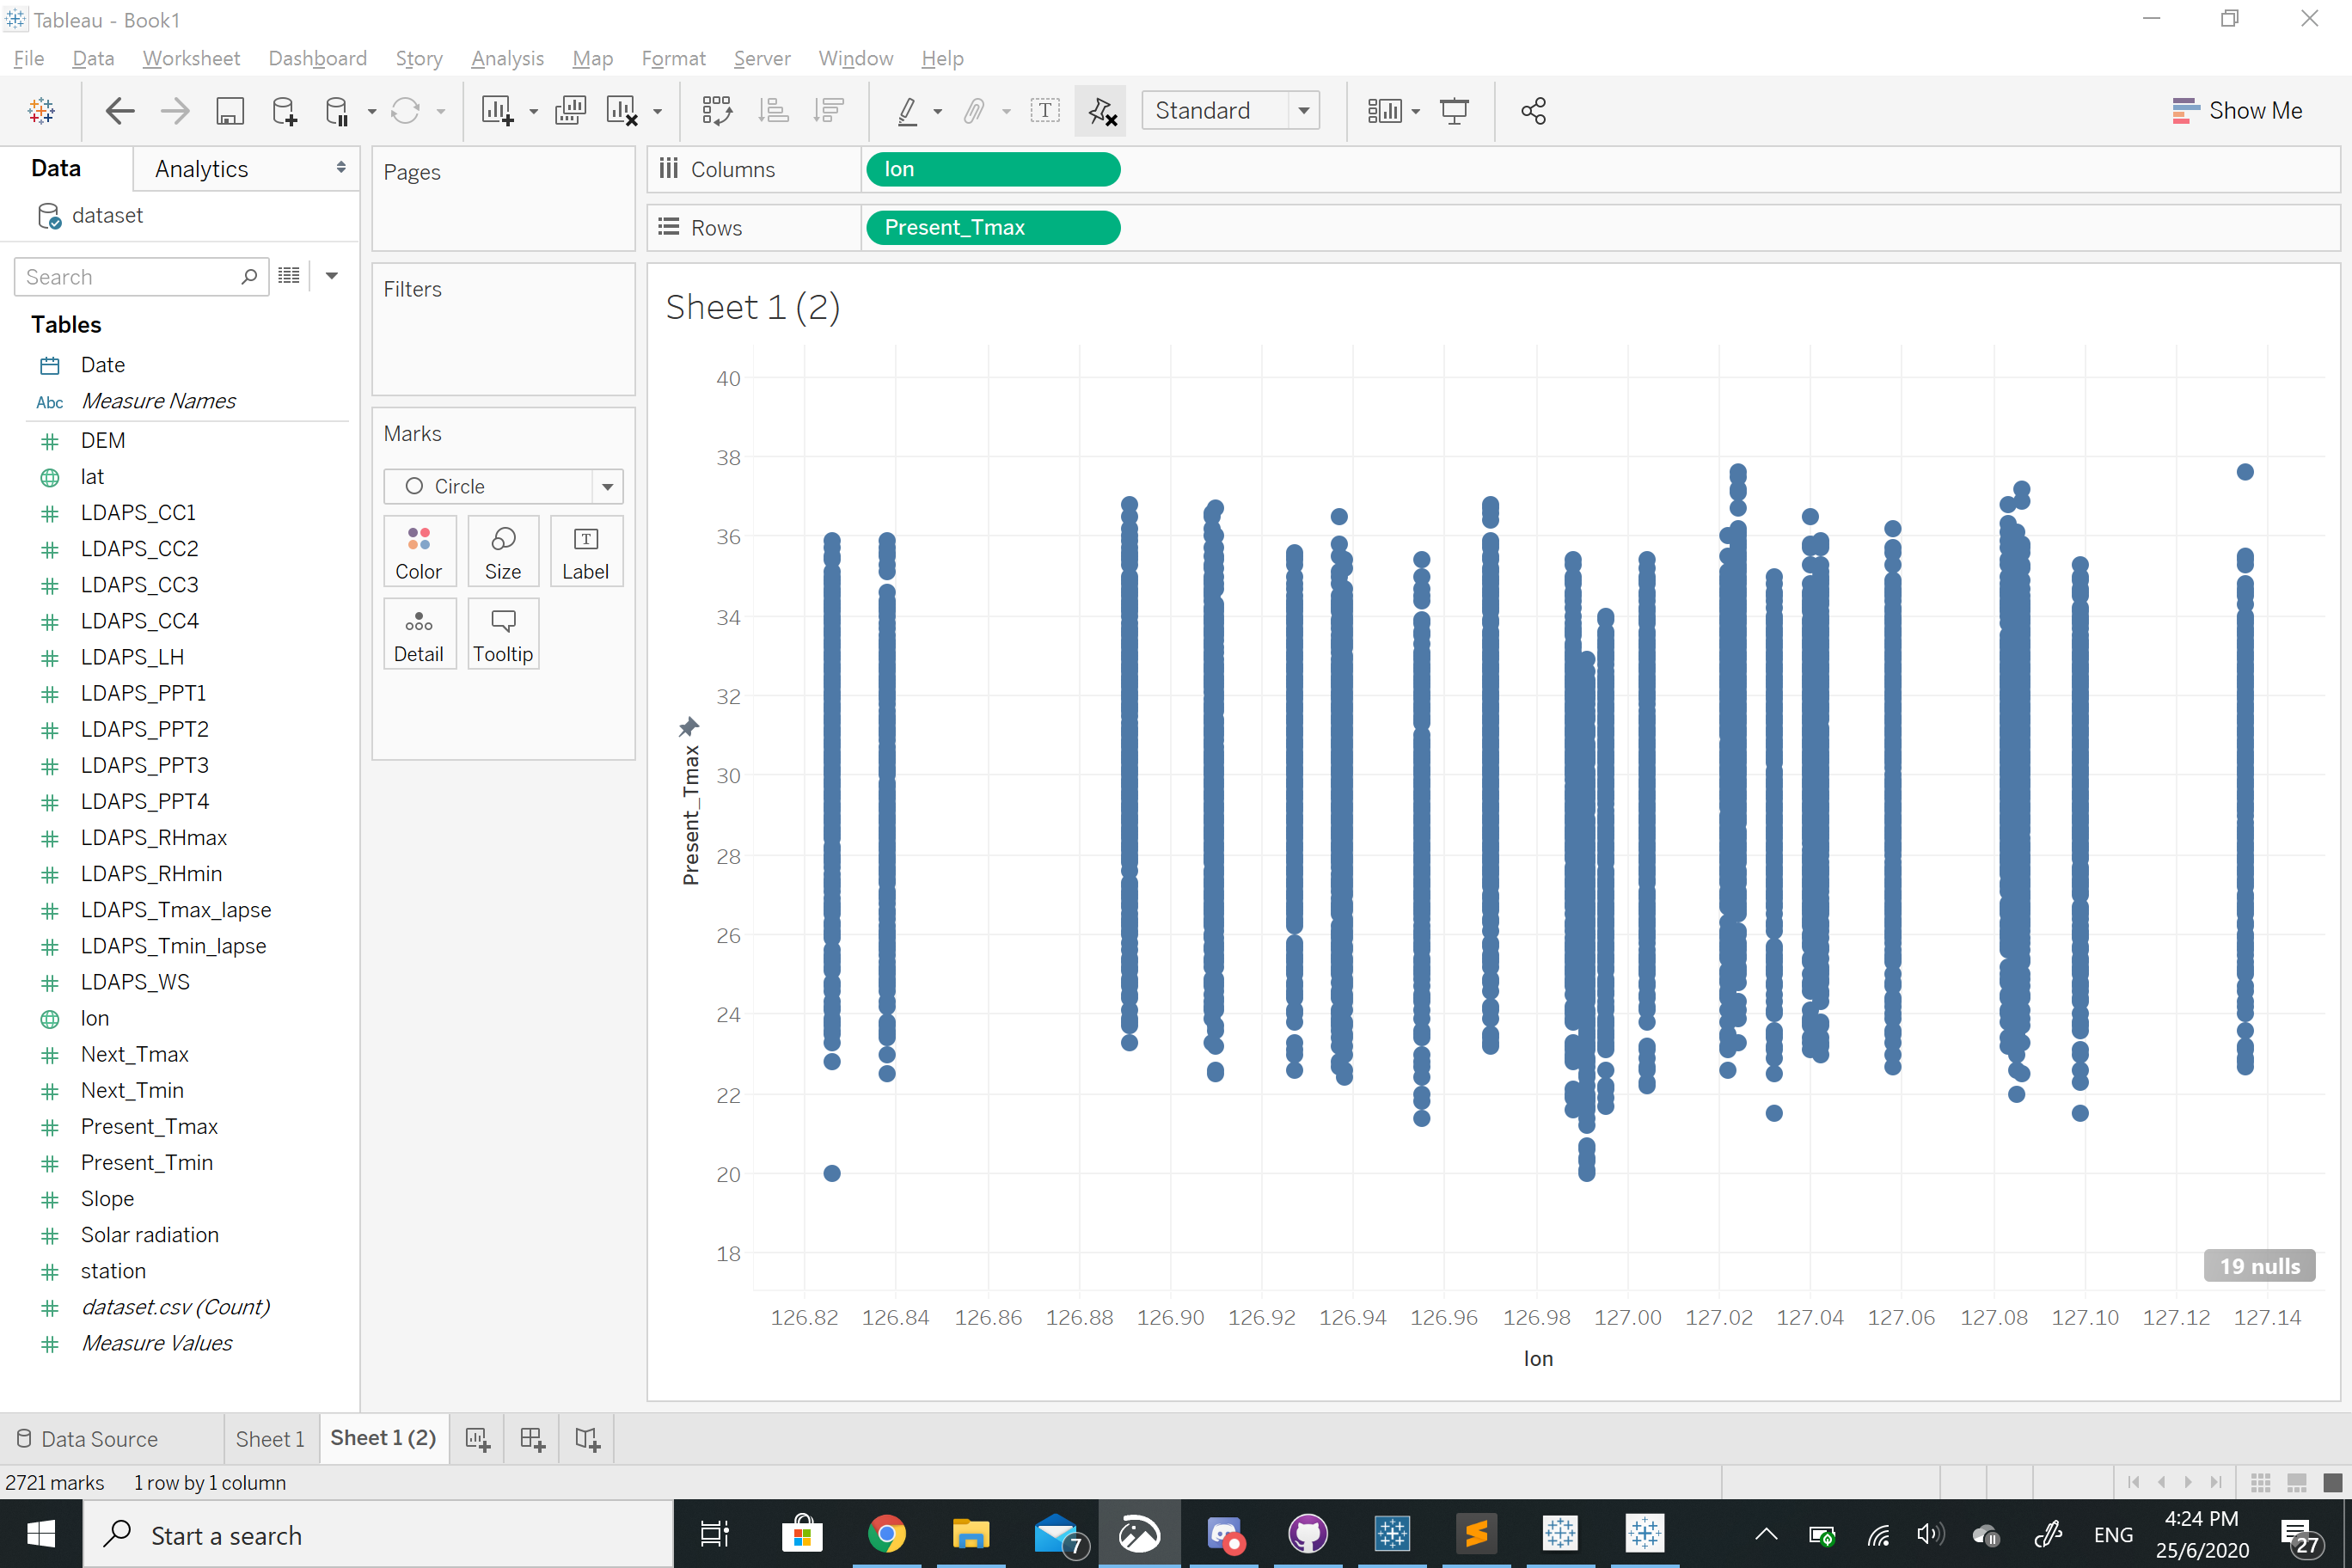 Tableau - Book1
File Data Worksheet Dashboard Story Analysis Map Format Server Window Help
Standard
Show Me
Data Analytics
dataset
Search
Tables
Date
Abc Measure Names
DEM
lat
LDAPS_CC1
LDAPS_CC2
LDAPS_CC3
LDAPS_CC4
LDAPS_LH
LDAPS_PPT1
LDAPS_PPT2
LDAPS_PPT3
LDAPS_PPT4
LDAPS_RHmax
LDAPS_RHmin
LDAPS_Tmax_lapse
LDAPS_Tmin_lapse
LDAPS_WS
lon
Next_Tmax
Next_Tmin
Present_Tmax
Present_Tmin
Slope
Solar radiation
station
dataset.csv (Count)
Measure Values
Pages
Filters
Marks
Circle
Color Size T Label
Detail Tooltip
Columns lon
Rows Present_Tmax
Sheet 1 (2)
40
38
36
34
32
30
28
26
24
22
20
18
Present_Tmax
19 nulls
126.82 126.84 126.86 126.88 126.90 126.92 126.94 126.96 126.98 127.00 127.02 127.04 127.06 127.08 127.10 127.12 127.14
lon
Data Source Sheet 1 Sheet 1 (2)
2721 marks 1 row by 1 column
Start a search
7
ENG
4:24 PM
25/6/2020
27